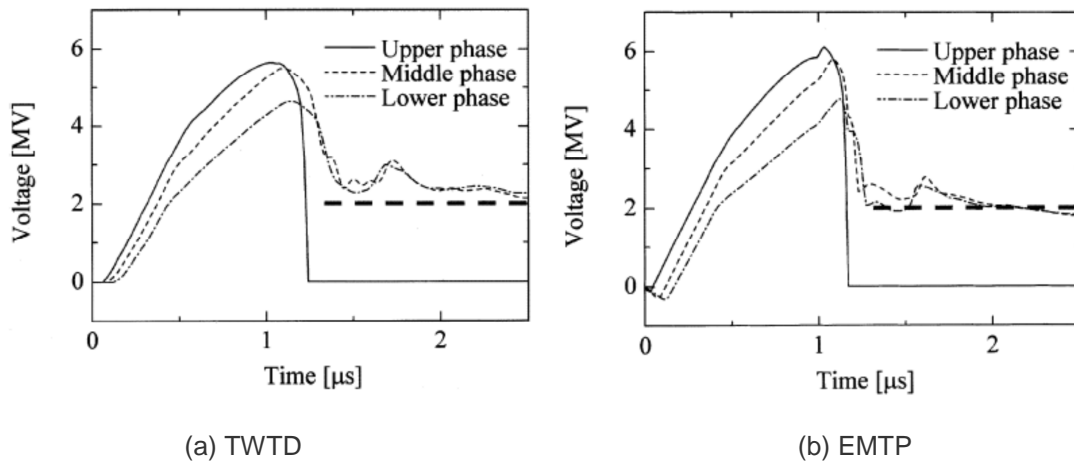 6
4
2
0
Voltage [MV]
Upper phase
Middle phase
Lower phase
0
1
2
Time [μs]
(a) TWTD
6
4
2
0
Voltage [MV]
Upper phase
Middle phase
Lower phase
0
1
2
Time [μs]
(b) EMTP